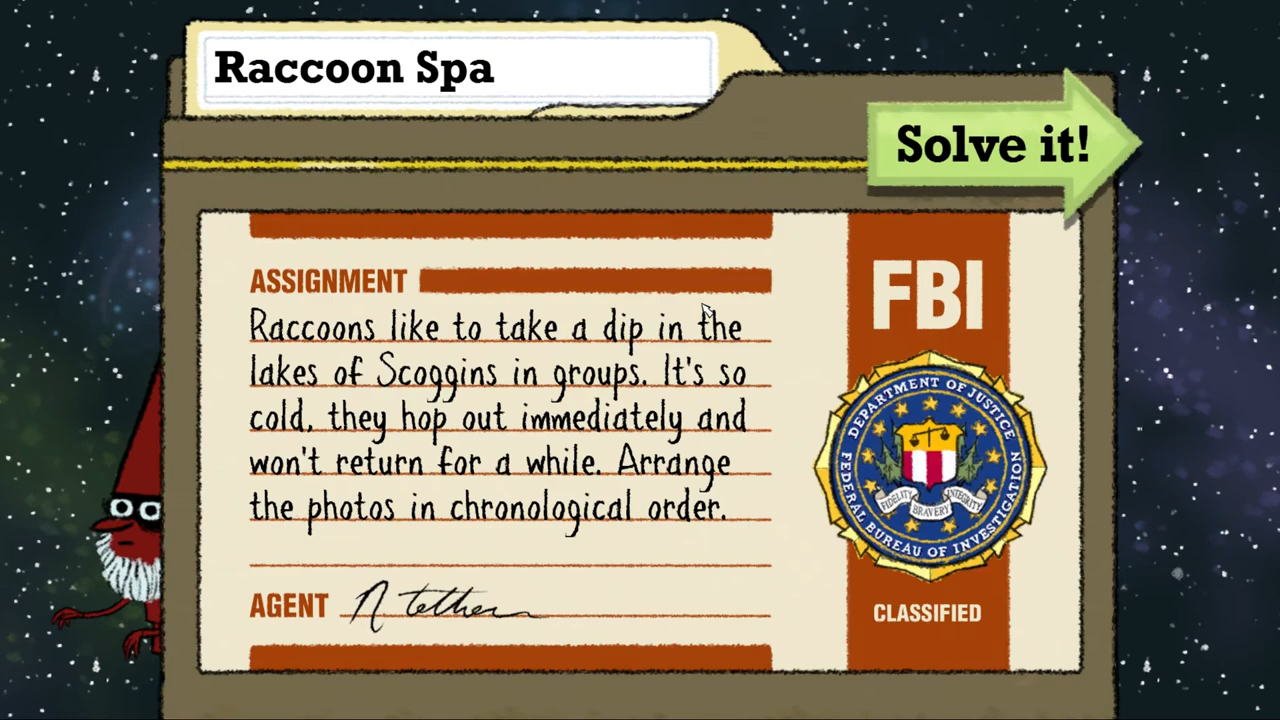 Raccoon Spa
Solve it!
ASSIGNMENT
Raccoons like to take a dip in the
lakes of Scoggins in groups. It's so
cold, they hop out immediately and
won't return for a while. Arrange
the photos in chronological order.
AGENT N tethers
FBI
DEPARTMENT OF JUSTICE
FIDELITY BRAVERY INTEGRITY
FEDERAL BUREAU OF INVESTIGATION
CLASSIFIED